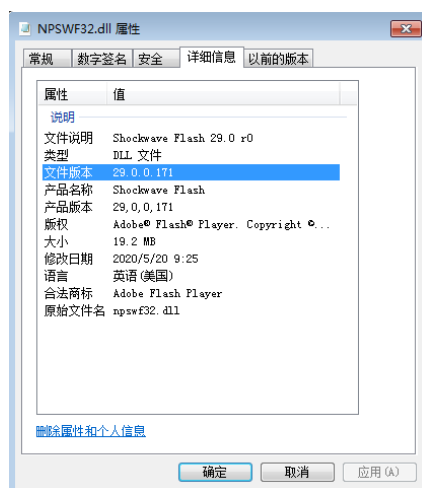 NPSWF32.dll 属性
常规 数字签名 安全 详细信息 以前的版本
属性 值
说明
文件说明 Shockwave Flash 29.0 r0
类型 DLL 文件
文件版本 29.0.0.171
产品名称 Shockwave Flash
产品版本 29,0,0,171
版权 Adobe® Flash® Player. Copyright ©...
大小 19.2 MB
修改日期 2020/5/20 9:25
语言 英语(美国)
合法商标 Adobe Flash Player
原始文件名 npswf32.dll
删除属性和个人信息
确定 取消 应用(A)